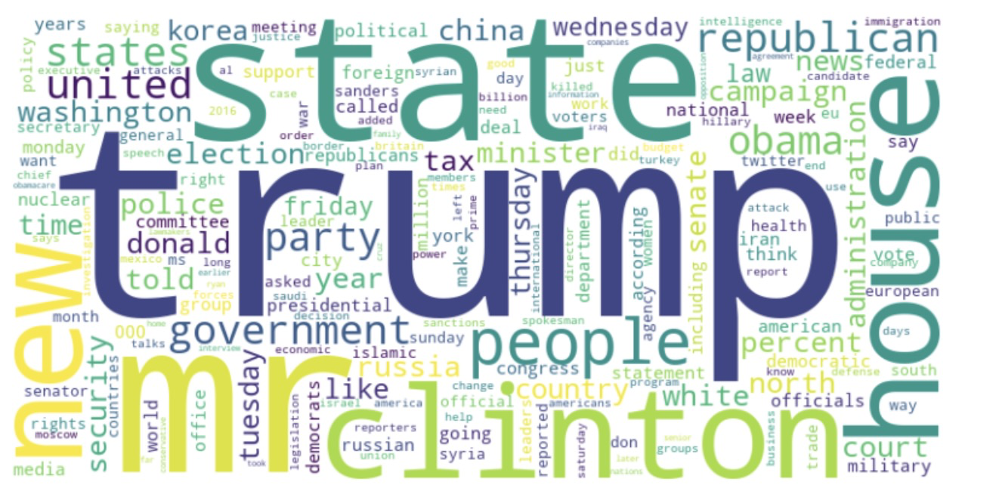 years saying korea meeting political china wednesday intelligence immigration
justice companies republican
policy states state agreement news federal
executive attacks al support foreign syrian good day just opposition law candidate
united sanders billion killed campaign
case called information
washington 2016 war added need work national hillary week eu
secretary general order family deal voters iraq obama say
monday speech election border britain minister did budget administration
want republicans plan tax turkey twitter end
chief right members times use
obamacare
nuclear police trump friday million left prime thursday department according women senate attack public
time committee leader health
says investigation lawmakers donald party york international director including iran vote
mexico ms long city cruz power make think company
told earlier asked year report european
ryan saudi
forces group presidential agency
new month decision sanctions spokesman house
000 home government sunday people american days
talks interview economic islamic percent
security countries mr tuesday russia congress statement democratic
senator like change country program know defense south
office israel america official americans white north officials
rights world legislation democrats clinton help way
moscow reporters going leaders reported saturday don senior business trade court
conservative russian groups
far union syria later
media took nations military